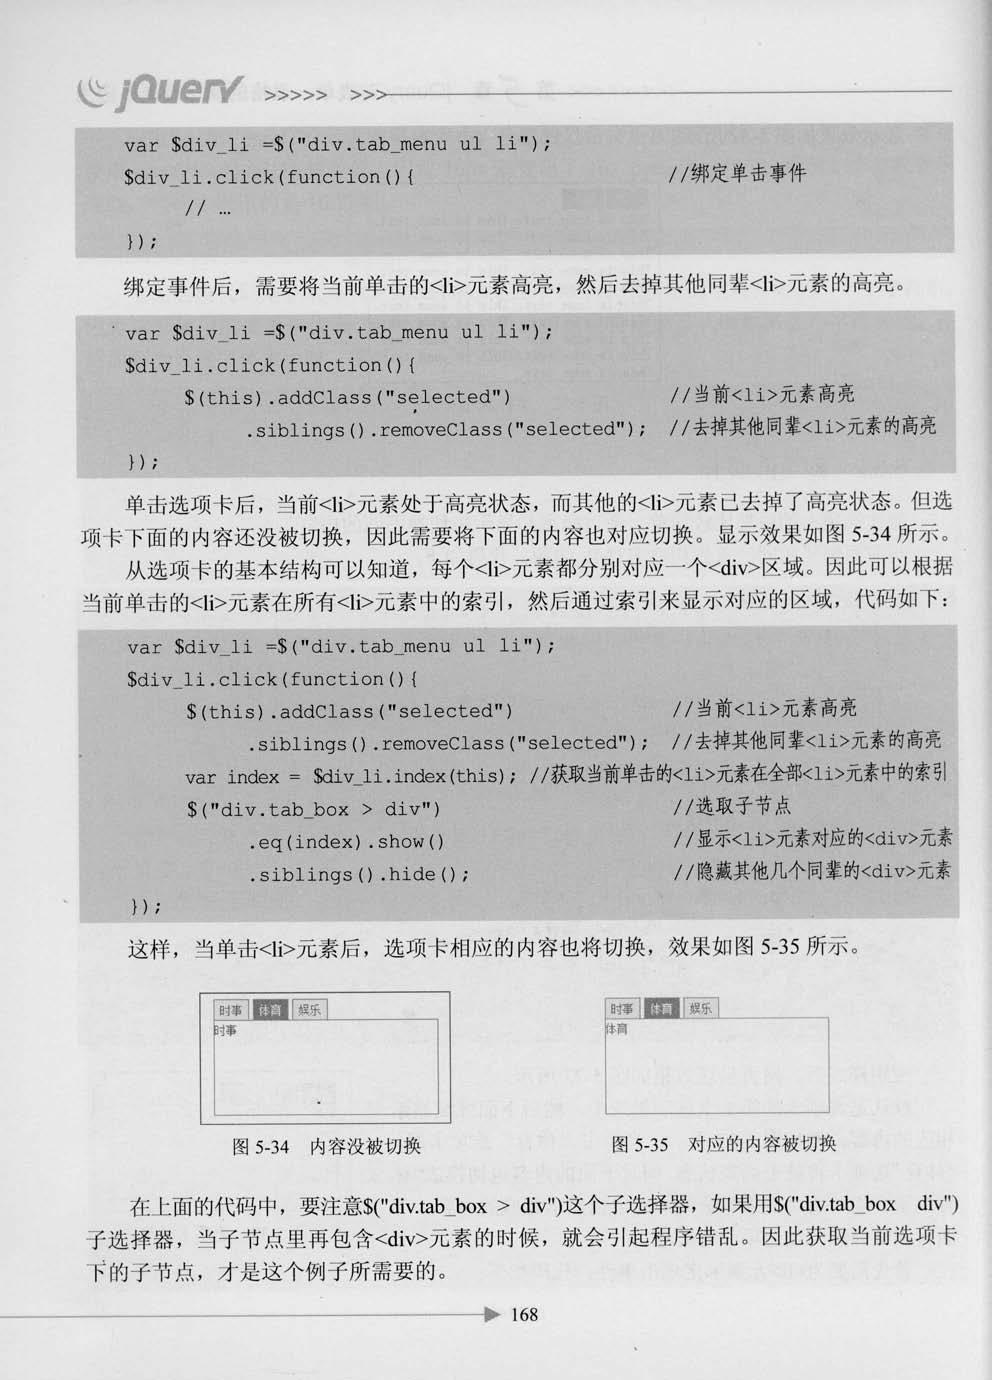 jQuery >>>>> >>>
var $div_li =$("div.tab_menu ul li");
$div_li.click(function(){ //绑定单击事件
// …
});
绑定事件后，需要将当前单击的<li>元素高亮，然后去掉其他同辈<li>元素的高亮。
var $div_li =$("div.tab_menu ul li");
$div_li.click(function(){
$(this).addClass("selected") //当前<li>元素高亮
.siblings().removeClass("selected"); //去掉其他同辈<li>元素的高亮
});
单击选项卡后，当前<li>元素处于高亮状态，而其他的<li>元素已去掉了高亮状态。但选
项卡下面的内容还没被切换，因此需要将下面的内容也对应切换。显示效果如图 5-34 所示。
从选项卡的基本结构可以知道，每个<li>元素都分别对应一个<div>区域。因此可以根据
当前单击的<li>元素在所有<li>元素中的索引，然后通过索引来显示对应的区域，代码如下：
var $div_li =$("div.tab_menu ul li");
$div_li.click(function(){
$(this).addClass("selected") //当前<li>元素高亮
.siblings().removeClass("selected"); //去掉其他同辈<li>元素的高亮
var index = $div_li.index(this); //获取当前单击的<li>元素在全部<li>元素中的索引
$("div.tab_box > div") //选取子节点
.eq(index).show() //显示<li>元素对应的<div>元素
.siblings().hide(); //隐藏其他几个同辈的<div>元素
});
这样，当单击<li>元素后，选项卡相应的内容也将切换，效果如图 5-35 所示。
时事 体育 娱乐
时事
图 5-34 内容没被切换
时事 体育 娱乐
体育
图 5-35 对应的内容被切换
在上面的代码中，要注意$("div.tab_box > div")这个子选择器，如果用$("div.tab_box div")
子选择器，当子节点里再包含<div>元素的时候，就会引起程序错乱。因此获取当前选项卡
下的子节点，才是这个例子所需要的。
168